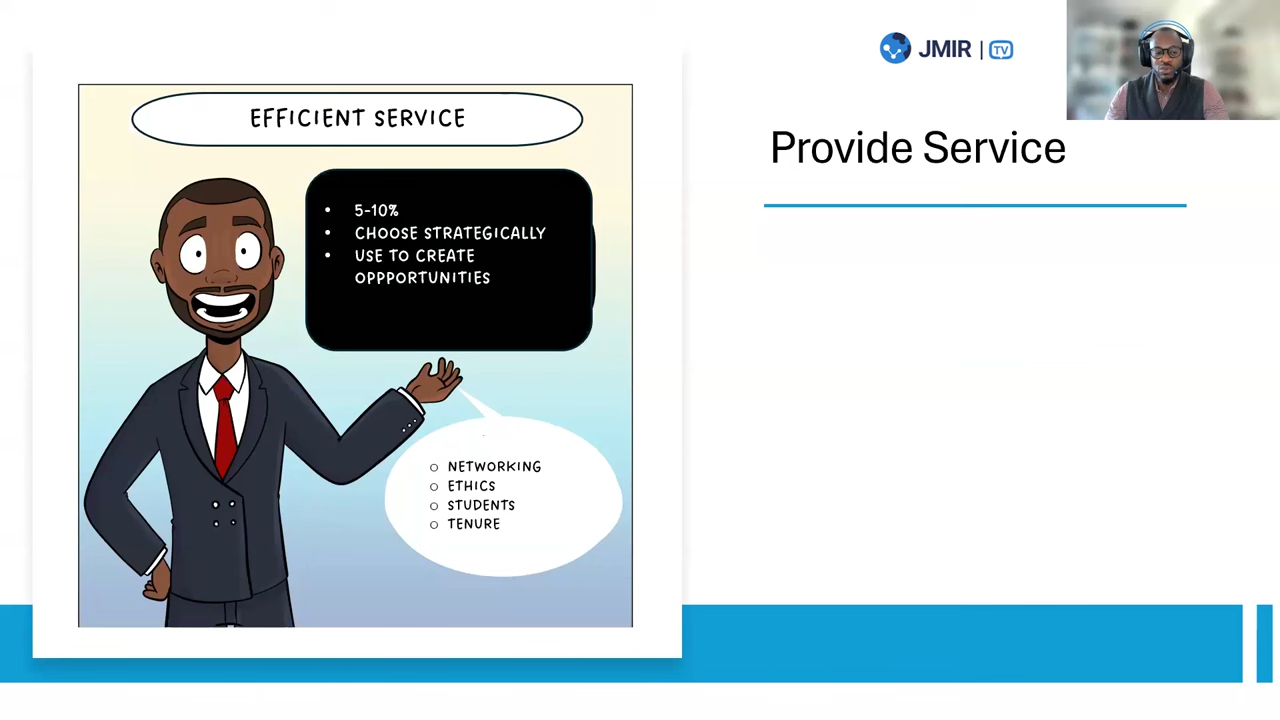 JMIR | TV
EFFICIENT SERVICE
Provide Service
• 5-10%
• CHOOSE STRATEGICALLY
• USE TO CREATE
OPPPORTUNITIES
○ NETWORKING
○ ETHICS
○ STUDENTS
○ TENURE